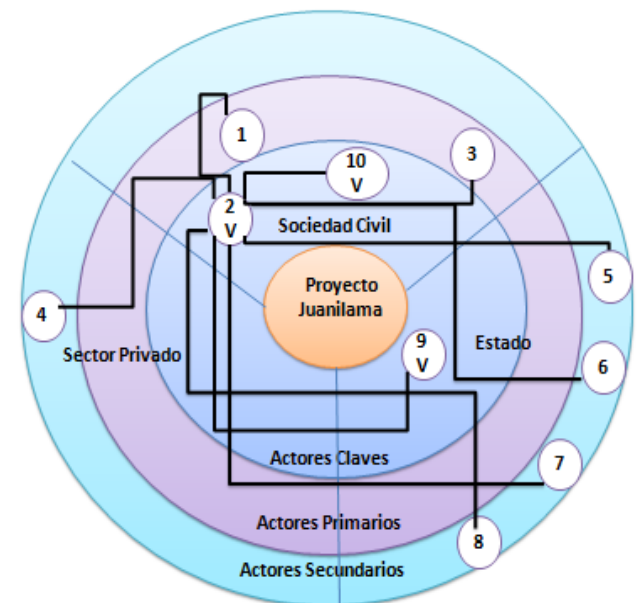 1
10
V
3
2
V
Sociedad Civil
Proyecto
Juanilama
5
4
9
V
Estado
Sector Privado
6
Actores Claves
7
Actores Primarios
8
Actores Secundarios